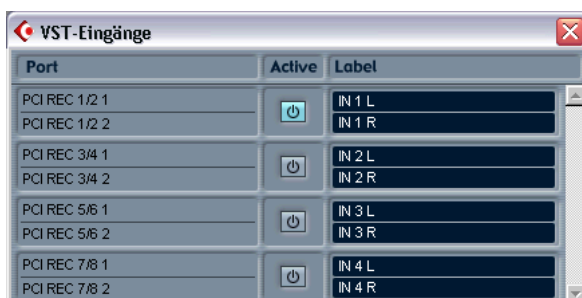 VST-Eingänge
Port Active Label
PCI REC 1/2 1 IN 1 L
PCI REC 1/2 2 IN 1 R
PCI REC 3/4 1 IN 2 L
PCI REC 3/4 2 IN 2 R
PCI REC 5/6 1 IN 3 L
PCI REC 5/6 2 IN 3 R
PCI REC 7/8 1 IN 4 L
PCI REC 7/8 2 IN 4 R